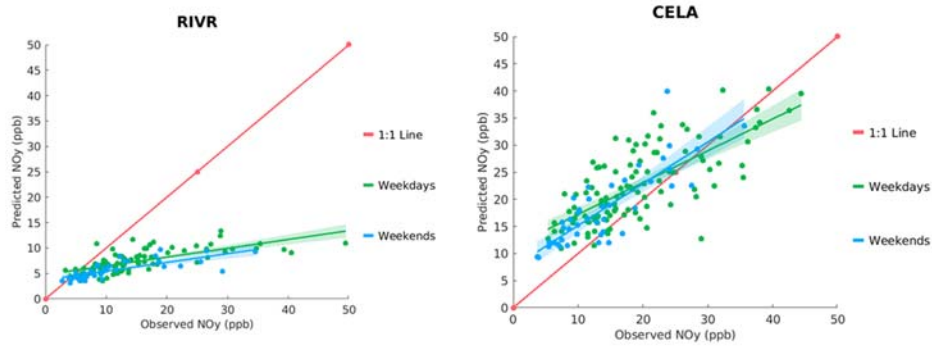 RIVR
50
45
40
35
30
25
20
15
10
5
0
0 10 20 30 40 50
Predicted NOy (ppb)
Observed NOy (ppb)
1:1 Line
Weekdays
Weekends
CELA
50
45
40
35
30
25
20
15
10
5
0
0 10 20 30 40 50
Predicted NOy (ppb)
Observed NOy (ppb)
1:1 Line
Weekdays
Weekends